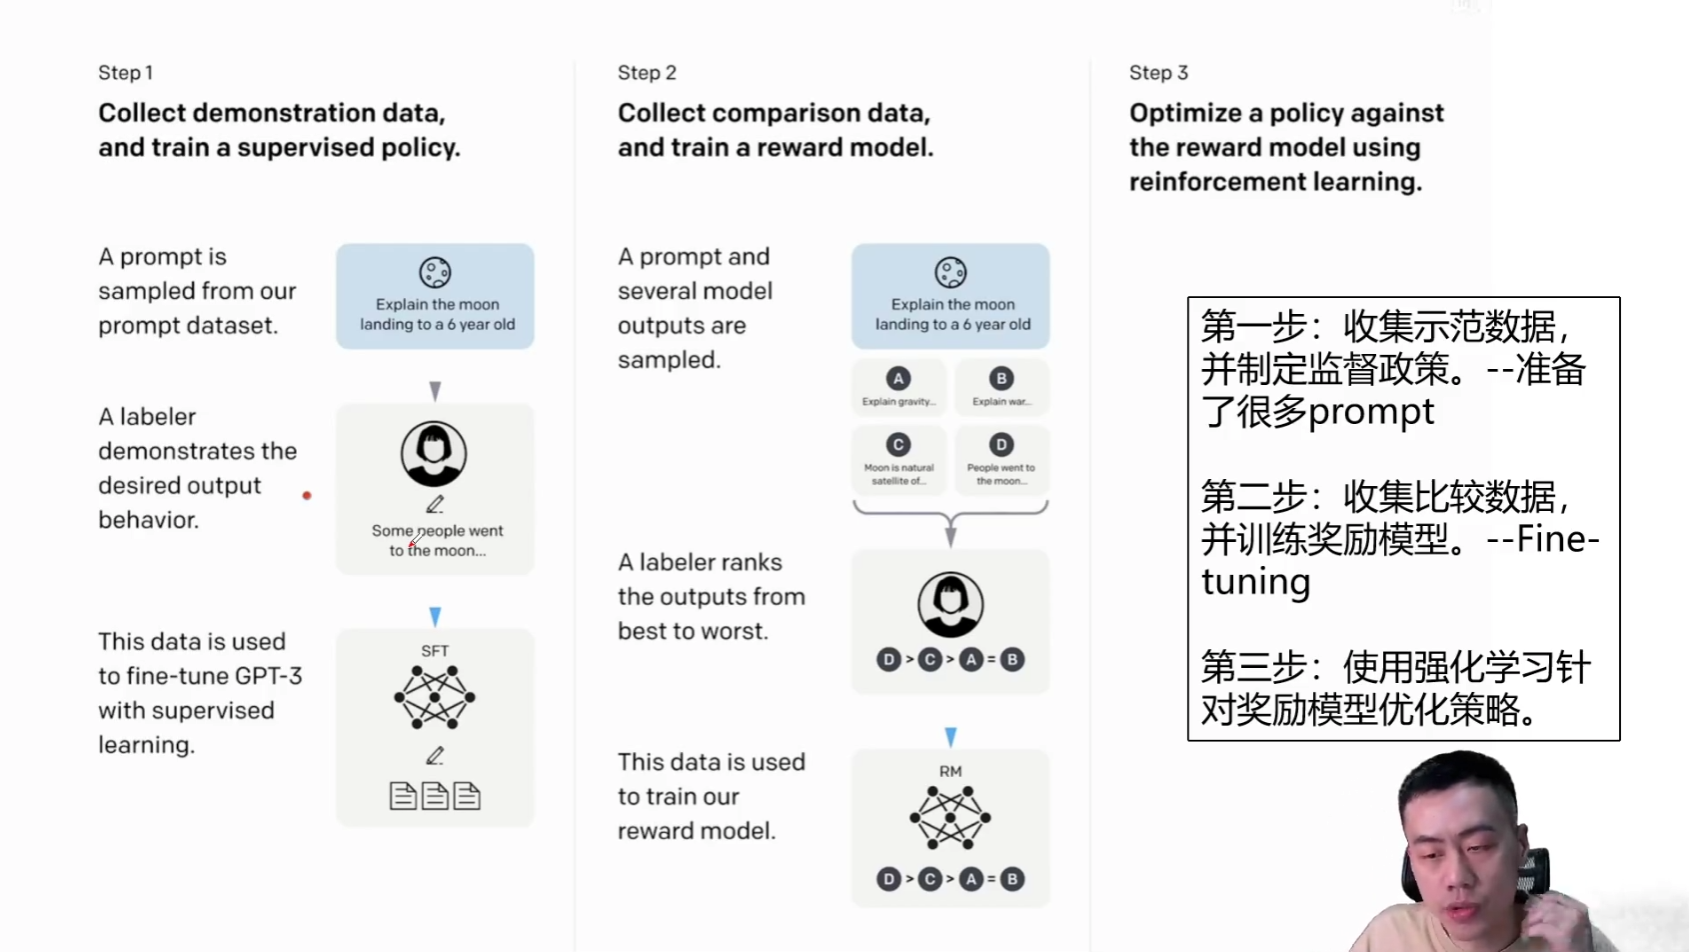 Step 1
Collect demonstration data,
and train a supervised policy.
A prompt is
sampled from our
prompt dataset.
Explain the moon
landing to a 6 year old
A labeler
demonstrates the
desired output
behavior.
Some people went
to the moon...
This data is used
to fine-tune GPT-3
with supervised
learning.
SFT
Step 2
Collect comparison data,
and train a reward model.
A prompt and
several model
outputs are
sampled.
Explain the moon
landing to a 6 year old
A
Explain gravity...
B
Explain war...
C
Moon is natural
satellite of...
D
People went to
the moon...
A labeler ranks
the outputs from
best to worst.
D > C > A = B
This data is used
to train our
reward model.
RM
D > C > A = B
Step 3
Optimize a policy against
the reward model using
reinforcement learning.
第一步：收集示范数据，
并制定监督政策。--准备
了很多prompt
第二步：收集比较数据，
并训练奖励模型。--Fine-
tuning
第三步：使用强化学习针
对奖励模型优化策略。